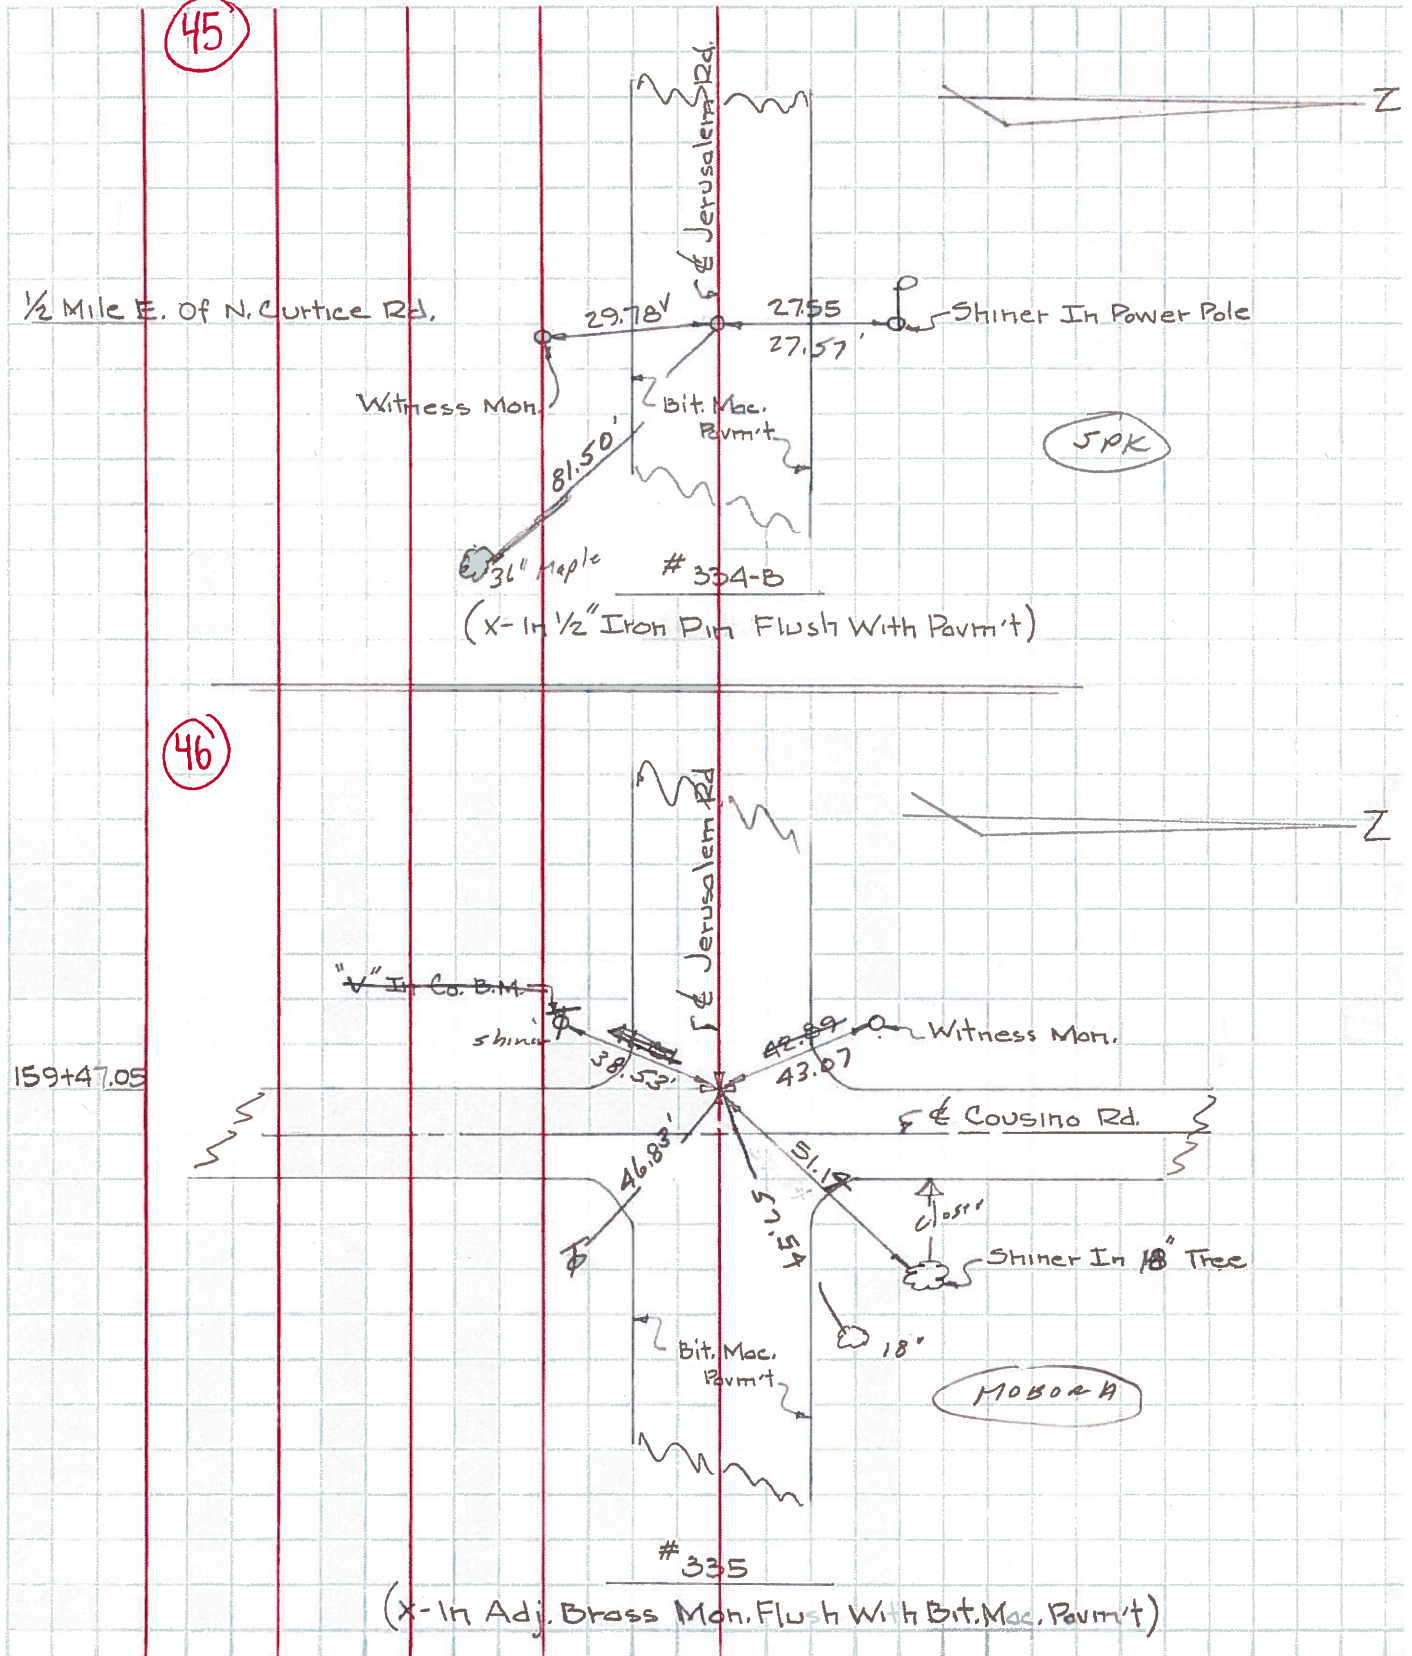 45
℄ Jerusalem Rd.
Z
1/2 Mile E. Of N. Curtice Rd.
29.78
27.55
27.57'
Shiner In Power Pole
Witness Mon.
Bit. Mac.
Pavm't.
81.50'
SPK
36" Maple
# 334-B
(X-In 1/2" Iron Pin Flush With Pavm't)
46
℄ Jerusalem Rd
Z
"V" In Co. B.M.
shiner
38.53'
42.89
43.07
Witness Mon.
159+47.05
℄ Cousino Rd.
46.83'
51.19
57.54
Shiner In 18" Tree
18"
Bit. Mac.
Pavm't
# 335
(X-In Adj. Brass Mon. Flush With Bit. Mac. Pavm't)